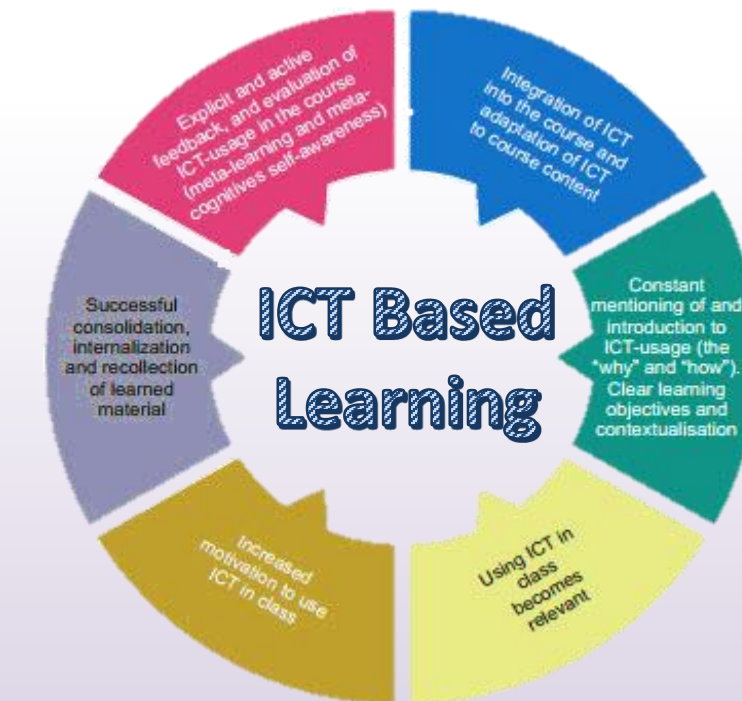 Explicit and active
feedback, and evaluation of
ICT-usage in the course
(meta-learning and meta-
cognitives self-awareness)
Integration of ICT
into the course and
adaptation of ICT
to course content
Constant
mentioning of and
introduction to
ICT-usage (the
“why” and “how”).
Clear learning
objectives and
contextualisation
Using ICT in
class
becomes
relevant
Increased
motivation to use
ICT in class
Successful
consolidation,
internalization
and recollection
of learned
material
ICT Based
Learning